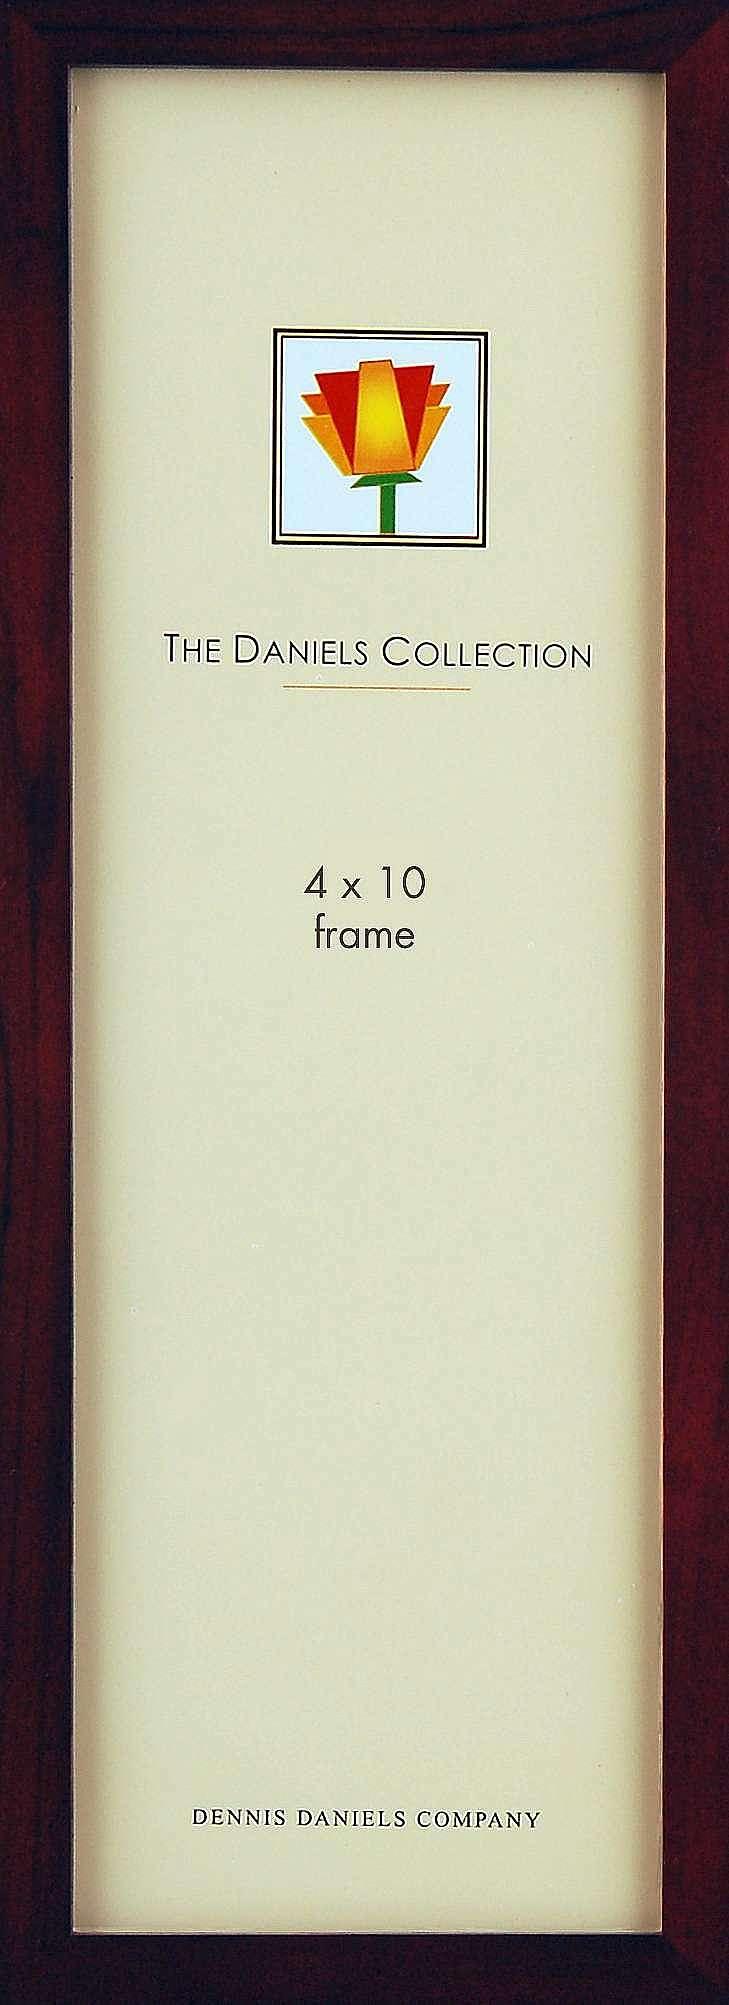 THE DANIELS COLLECTION
4 x 10
frame
DENNIS DANIELS COMPANY